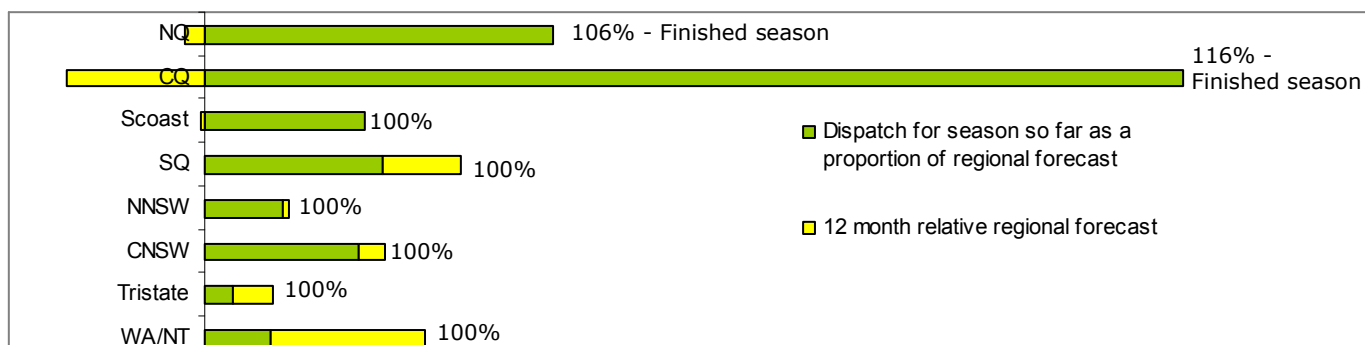 NQ 106% - Finished season
CQ 116% -
Finished season
Scoast 100%
Dispatch for season so far as a
proportion of regional forecast
SQ 100%
NNSW 100%
12 month relative regional forecast
CNSW 100%
Tristate 100%
WA/NT 100%